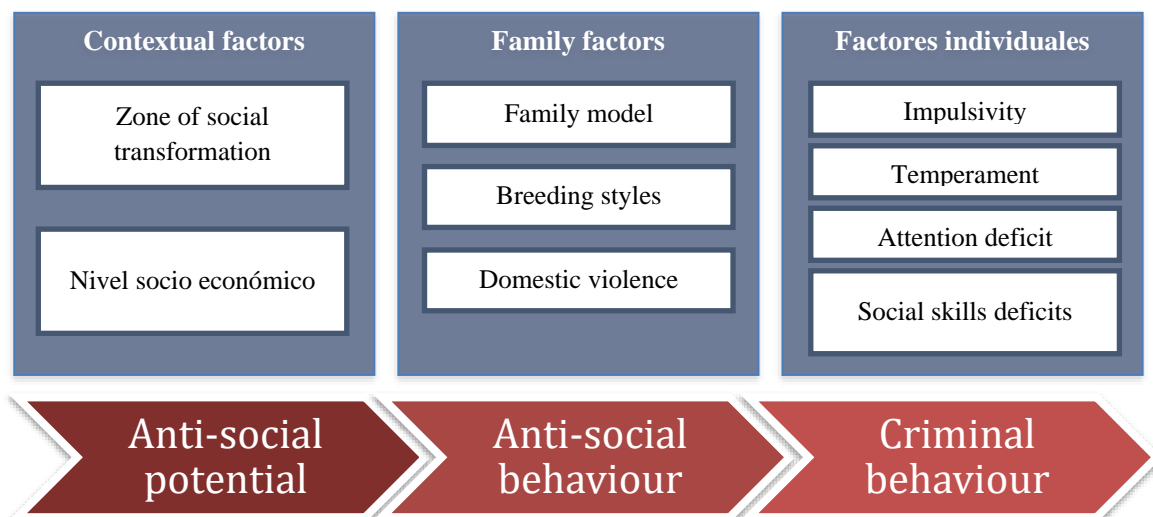 Contextual factors
Zone of social
transformation
Nivel socio económico
Family factors
Family model
Breeding styles
Domestic violence
Factores individuales
Impulsivity
Temperament
Attention deficit
Social skills deficits
Anti-social
potential
Anti-social
behaviour
Criminal
behaviour